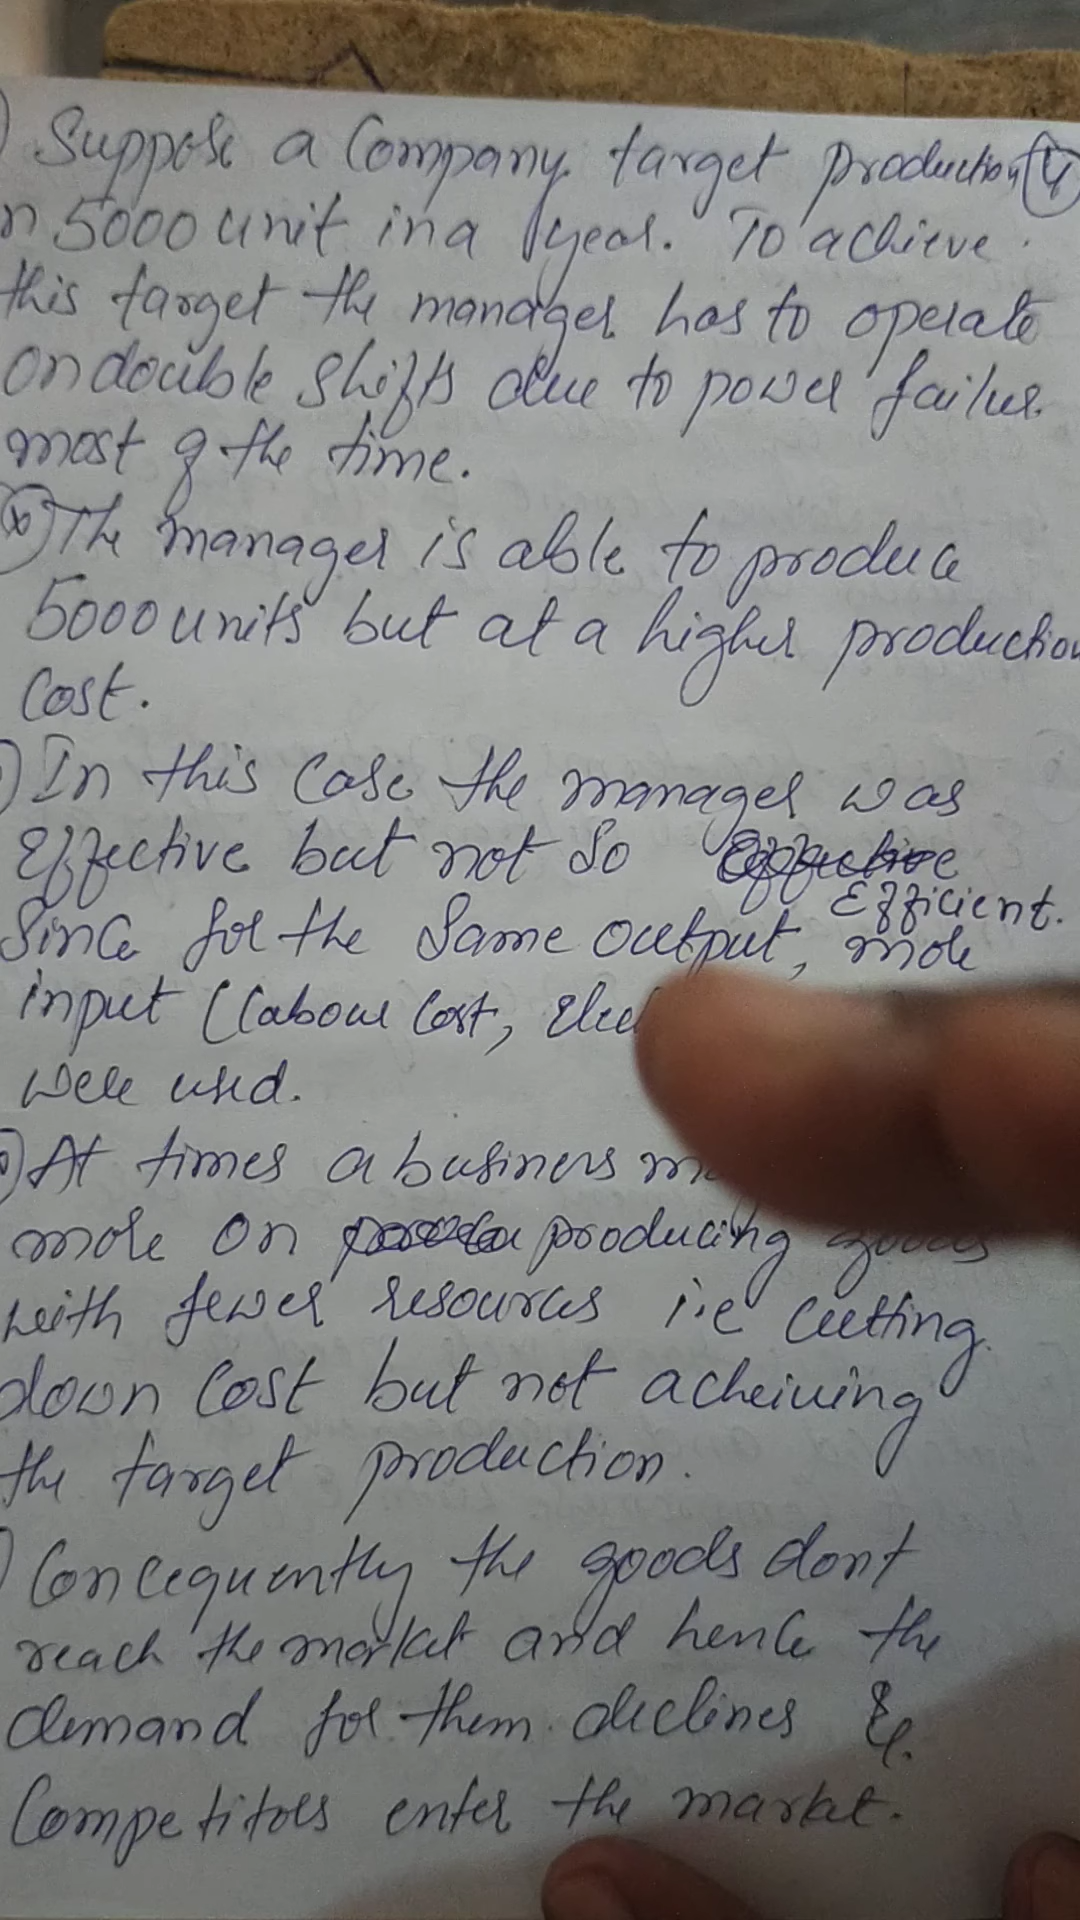 Suppose a Company target production (4)
n 5000 unit in a year. To achieve
this target the manager has to operate
on double shifts due to power failure
most of the time.
The manager is able to produce
5000 units but at a higher production
Cost.
In this Case the manager was
Effective but not so Effective
Efficient.
Since for the Same output, more
input (labour Cost,
were used.
At times a business
more on producing goods
with fewer resources i.e cutting
down Cost but not acheiving
the target production.
Concequently the goods dont
reach the market and hence the
demand for them declines &
Competitors enter the market.